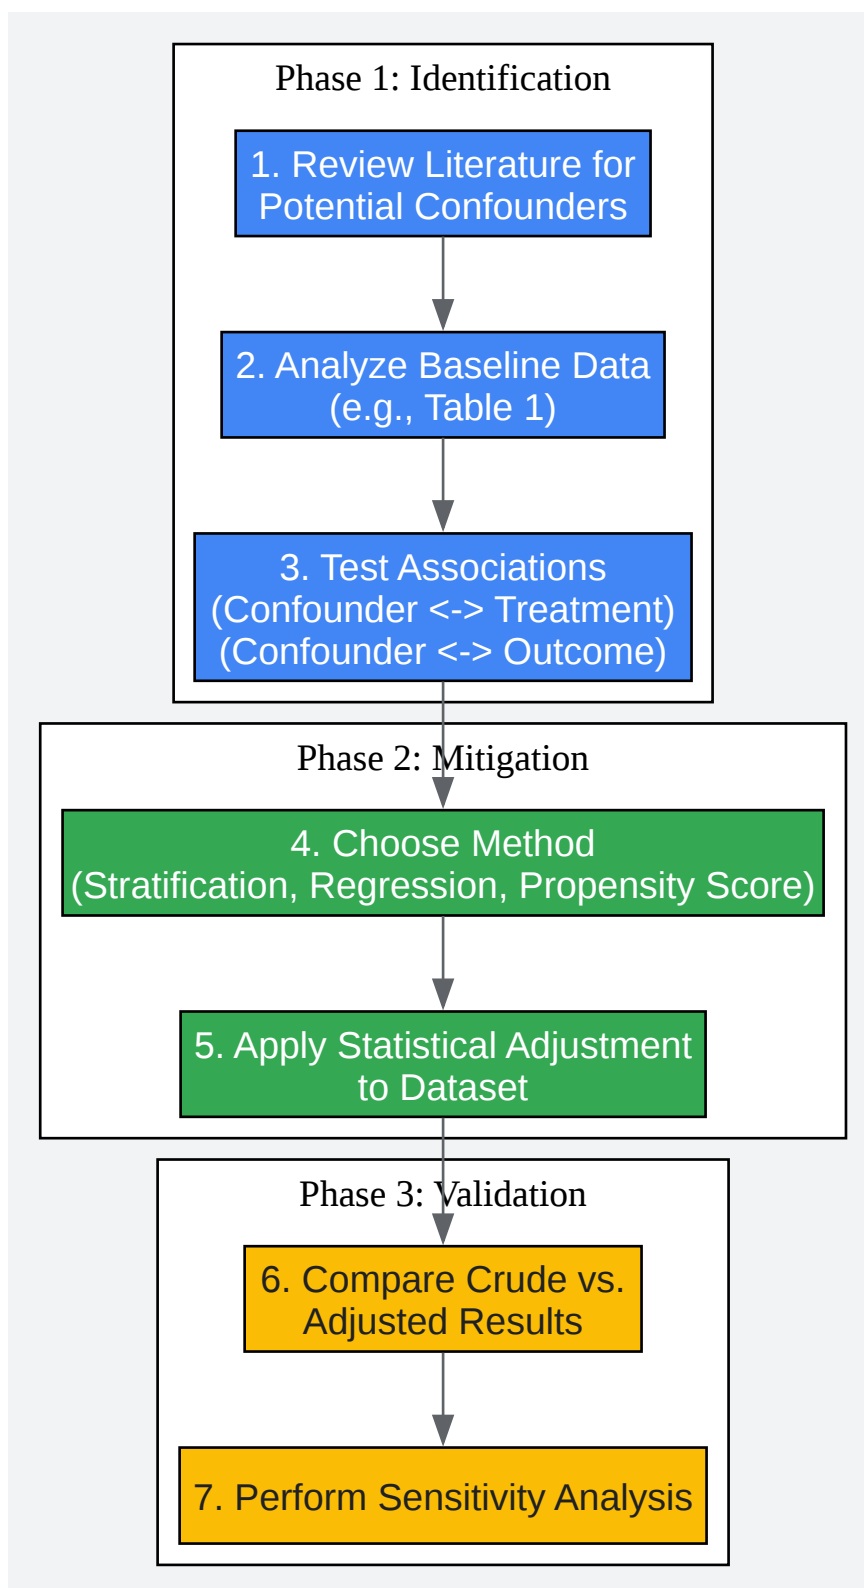 Phase 1: Identification
1. Review Literature for
Potential Confounders
2. Analyze Baseline Data
(e.g., Table 1)
3. Test Associations
(Confounder <-> Treatment)
(Confounder <-> Outcome)
Phase 2: Mitigation
4. Choose Method
(Stratification, Regression, Propensity Score)
5. Apply Statistical Adjustment
to Dataset
Phase 3: Validation
6. Compare Crude vs.
Adjusted Results
7. Perform Sensitivity Analysis